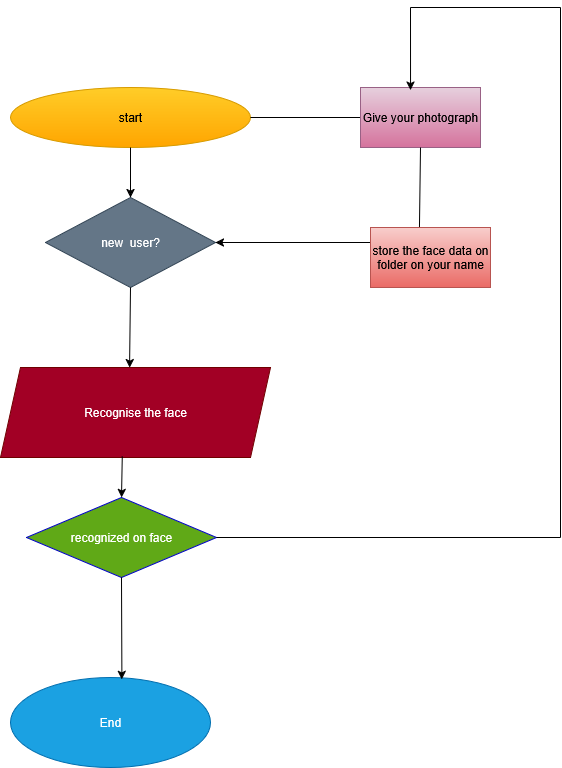 start
Give your photograph
new  user?
store the face data on
folder on your name
Recognise the face
recognized on face
End